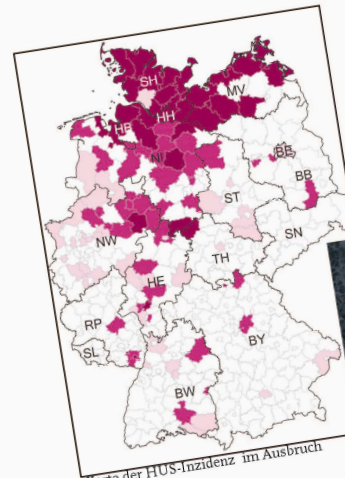 SH
MV
HH
HB
NI
BE
BB
ST
NW
SN
TH
HE
RP
SL
BY
BW
der HUS-Inzidenz im Ausbruch